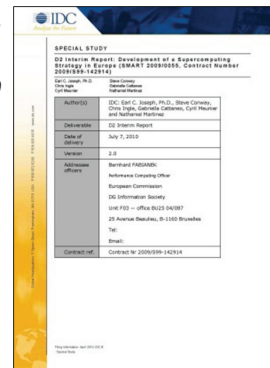 IDC
Analyze the Future
SPECIAL STUDY
D2 Interim Report: Development of a Supercomputing
Strategy in Europe (SMART 2009/0055, Contract Number
2009/S99-142914)
Earl C. Joseph, Ph.D. Steve Conway
Chris Ingle Gabriella Cattaneo
Cyril Meunier Nathaniel Martinez
Author(s) IDC: Earl C. Joseph, Ph.D., Steve Conway,
Chris Ingle, Gabriella Cattaneo, Cyril Meunier
and Nathaniel Martinez
Deliverable D2 Interim Report
Date of July 7, 2010
delivery
Version 2.0
Addressee Bernhard FABIANEK
officers
Performance Computing Officer
European Commission
DG Information Society
Unit F03 — office BU25 04/087
25 Avenue Beaulieu, B-1160 Bruxelles
Tel:
Email:
Contract ref. Contract Nr 2009/S99-142914